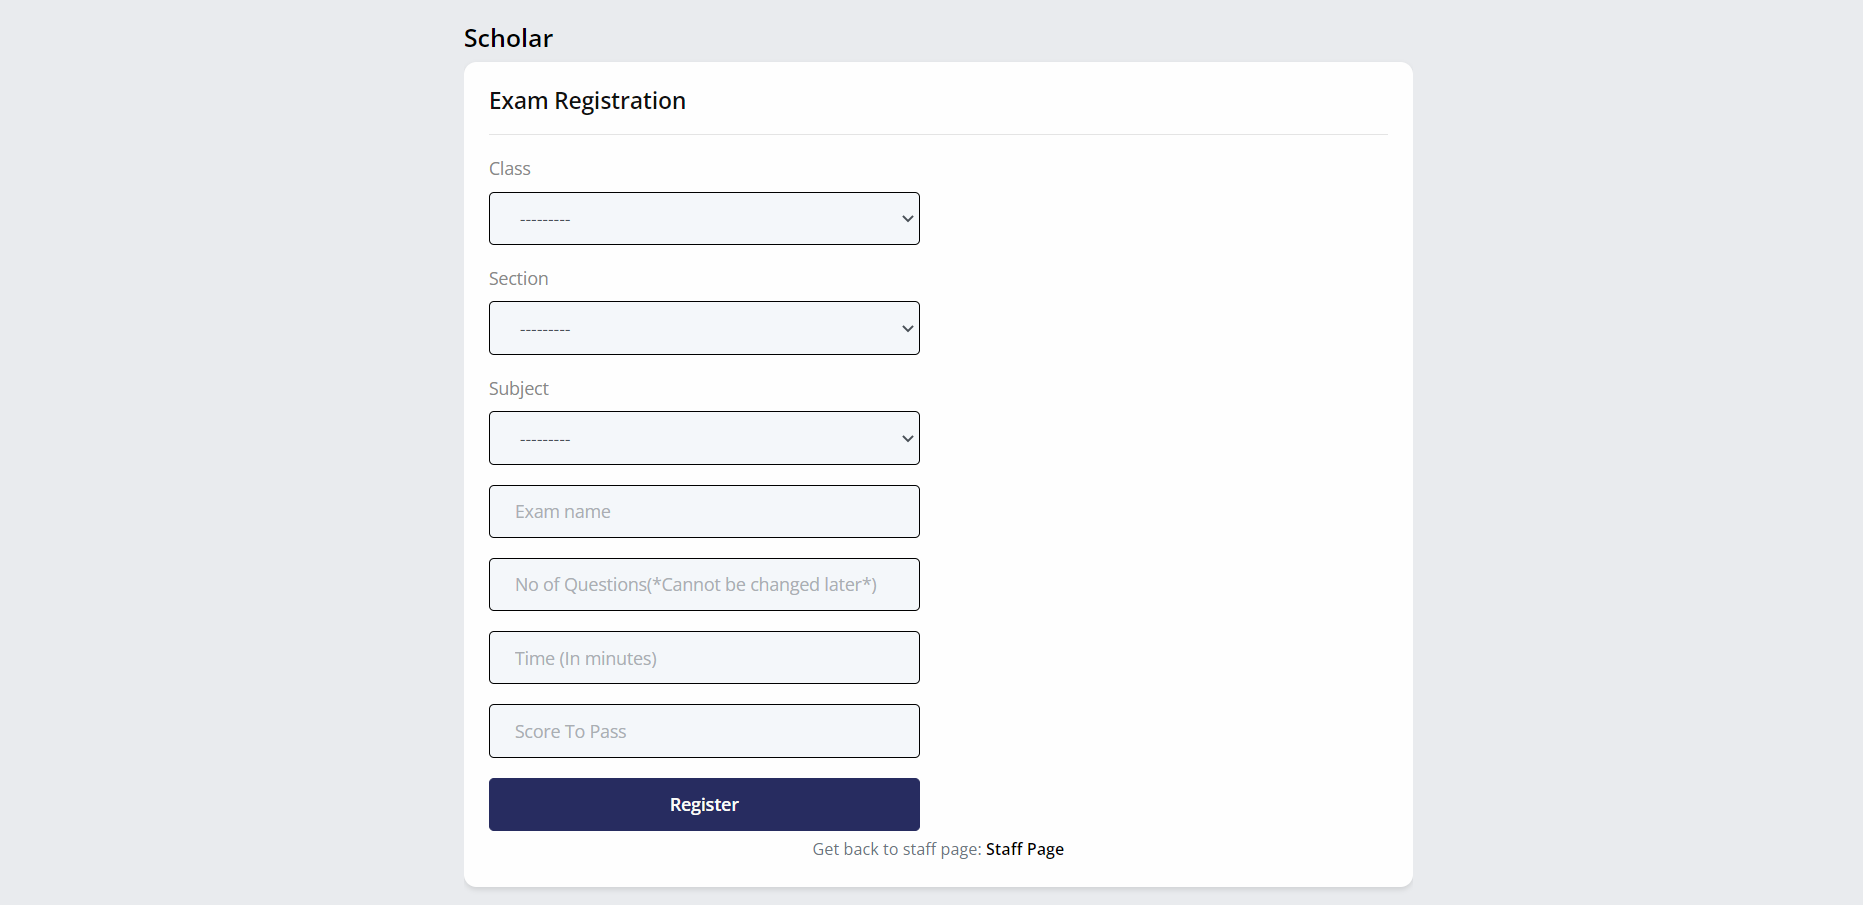 Scholar
Exam Registration
Class
---------
Section
---------
Subject
---------
Exam name
No of Questions(*Cannot be changed later*)
Time (In minutes)
Score To Pass
Register
Get back to staff page: Staff Page